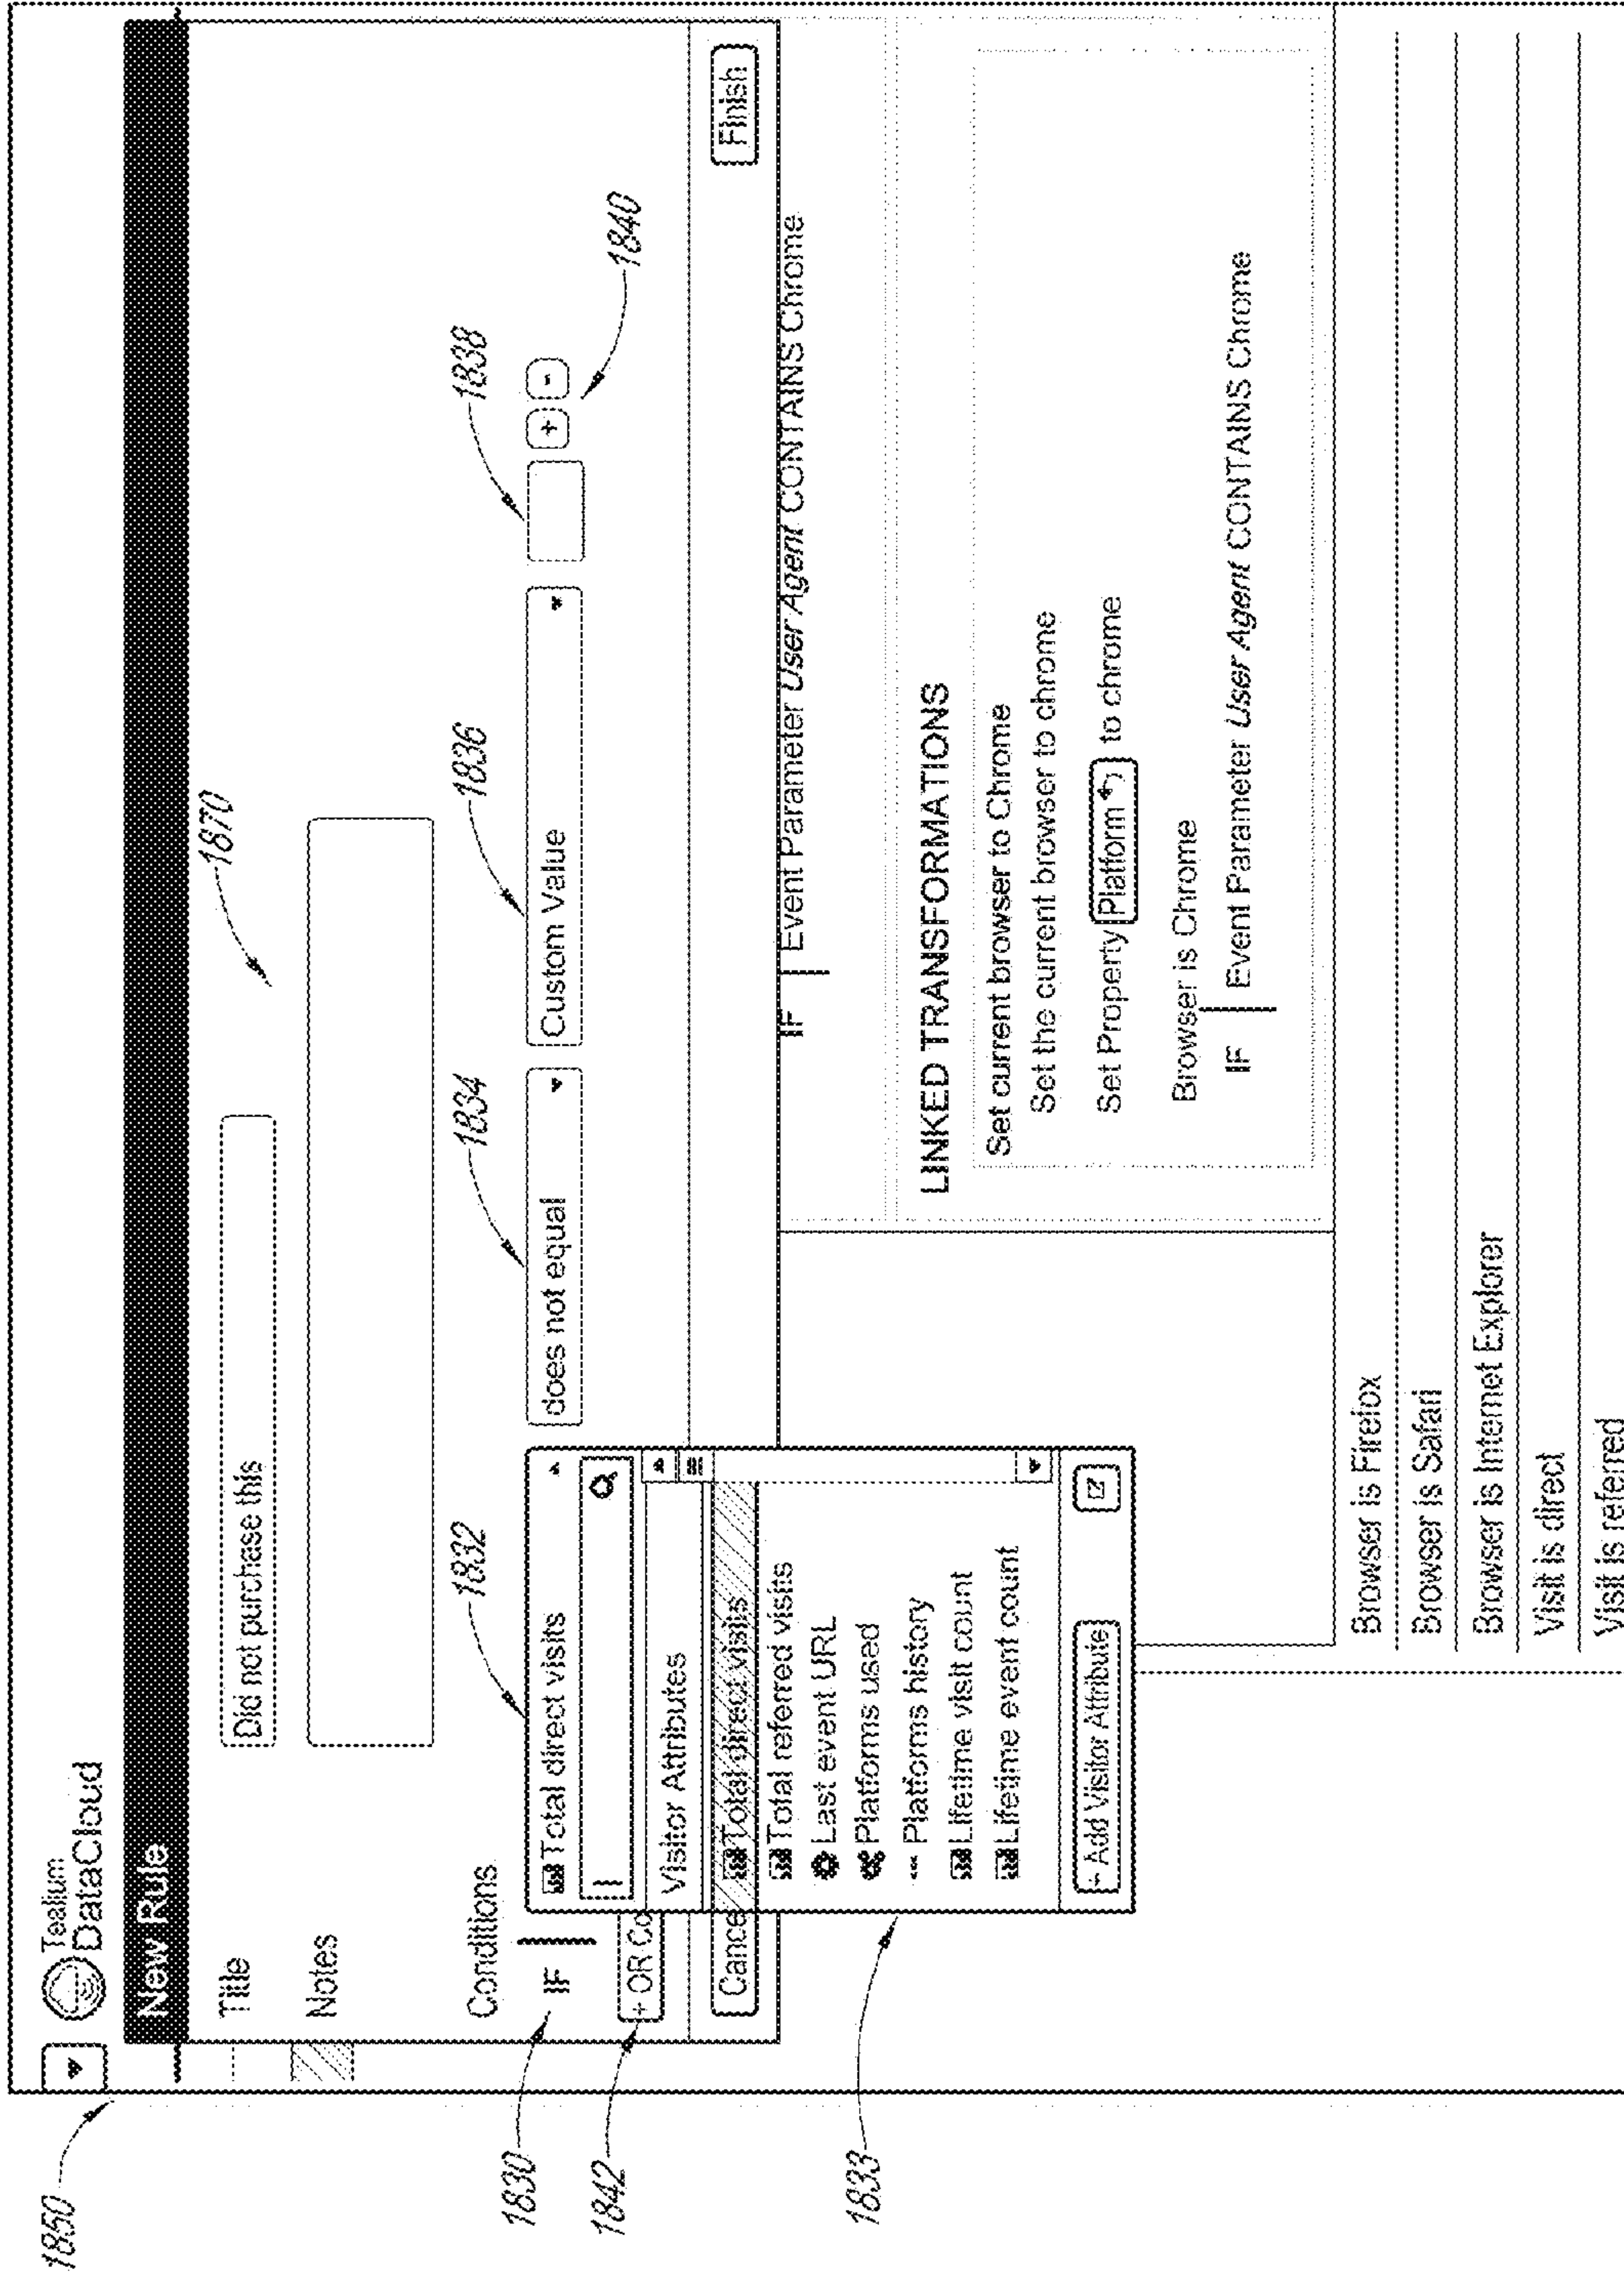 1850
Tealium
DataCloud
New Rule
1870
Title
Did not purchase this
Notes
Conditions
1832
1834
1836
1838
1830
IF
Total direct visits
does not equal
Custom Value
+
-
1840
1842
+ OR Co
Visitor Attributes
Cance
Total direct visits
Finish
Total referred visits
IF
Event Parameter User Agent CONTAINS Chrome
Last event URL
1833
Platforms used
Platforms history
LINKED TRANSFORMATIONS
Lifetime visit count
Set current browser to Chrome
Lifetime event count
Set the current browser to chrome
+ Add Visitor Attribute
Set Property Platform to chrome
Browser is Chrome
IF
Event Parameter User Agent CONTAINS Chrome
Browser is Firefox
Browser is Safari
Browser is Internet Explorer
Visit is direct
Visit is referred